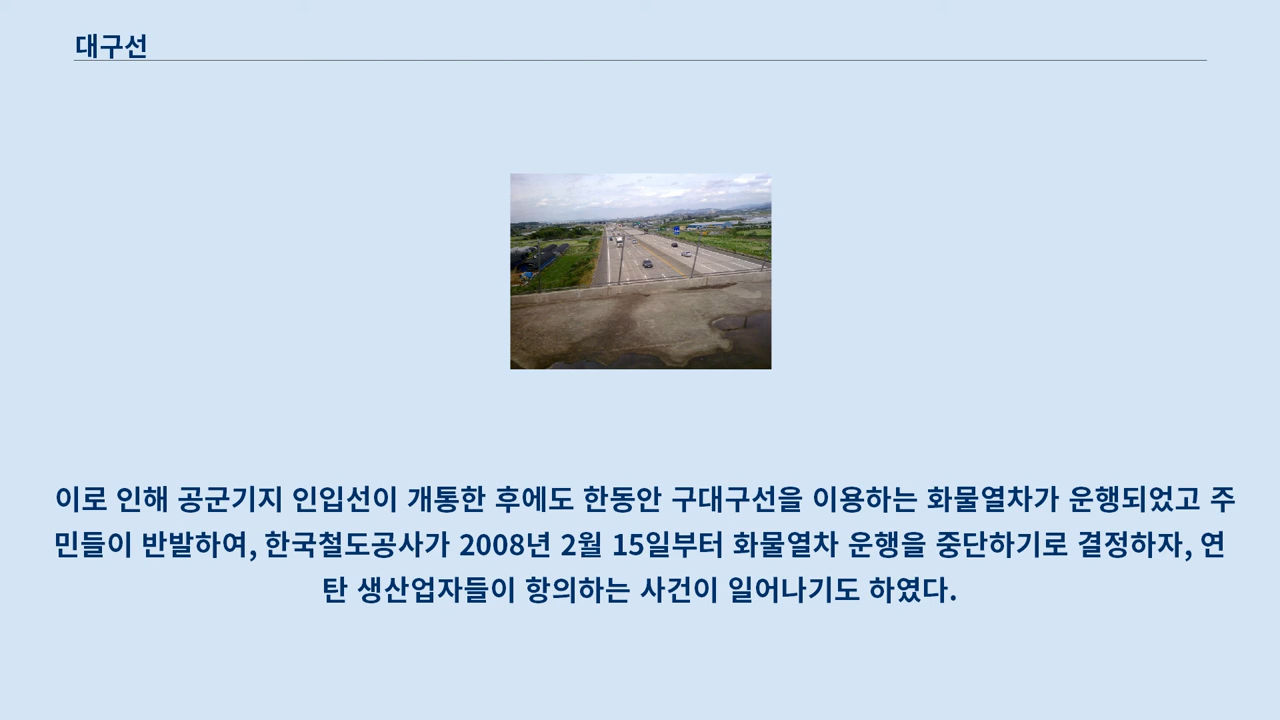 대구선
이로 인해 공군기지 인입선이 개통한 후에도 한동안 구대구선을 이용하는 화물열차가 운행되었고 주
민들이 반발하여, 한국철도공사가 2008년 2월 15일부터 화물열차 운행을 중단하기로 결정하자, 연
탄 생산업자들이 항의하는 사건이 일어나기도 하였다.